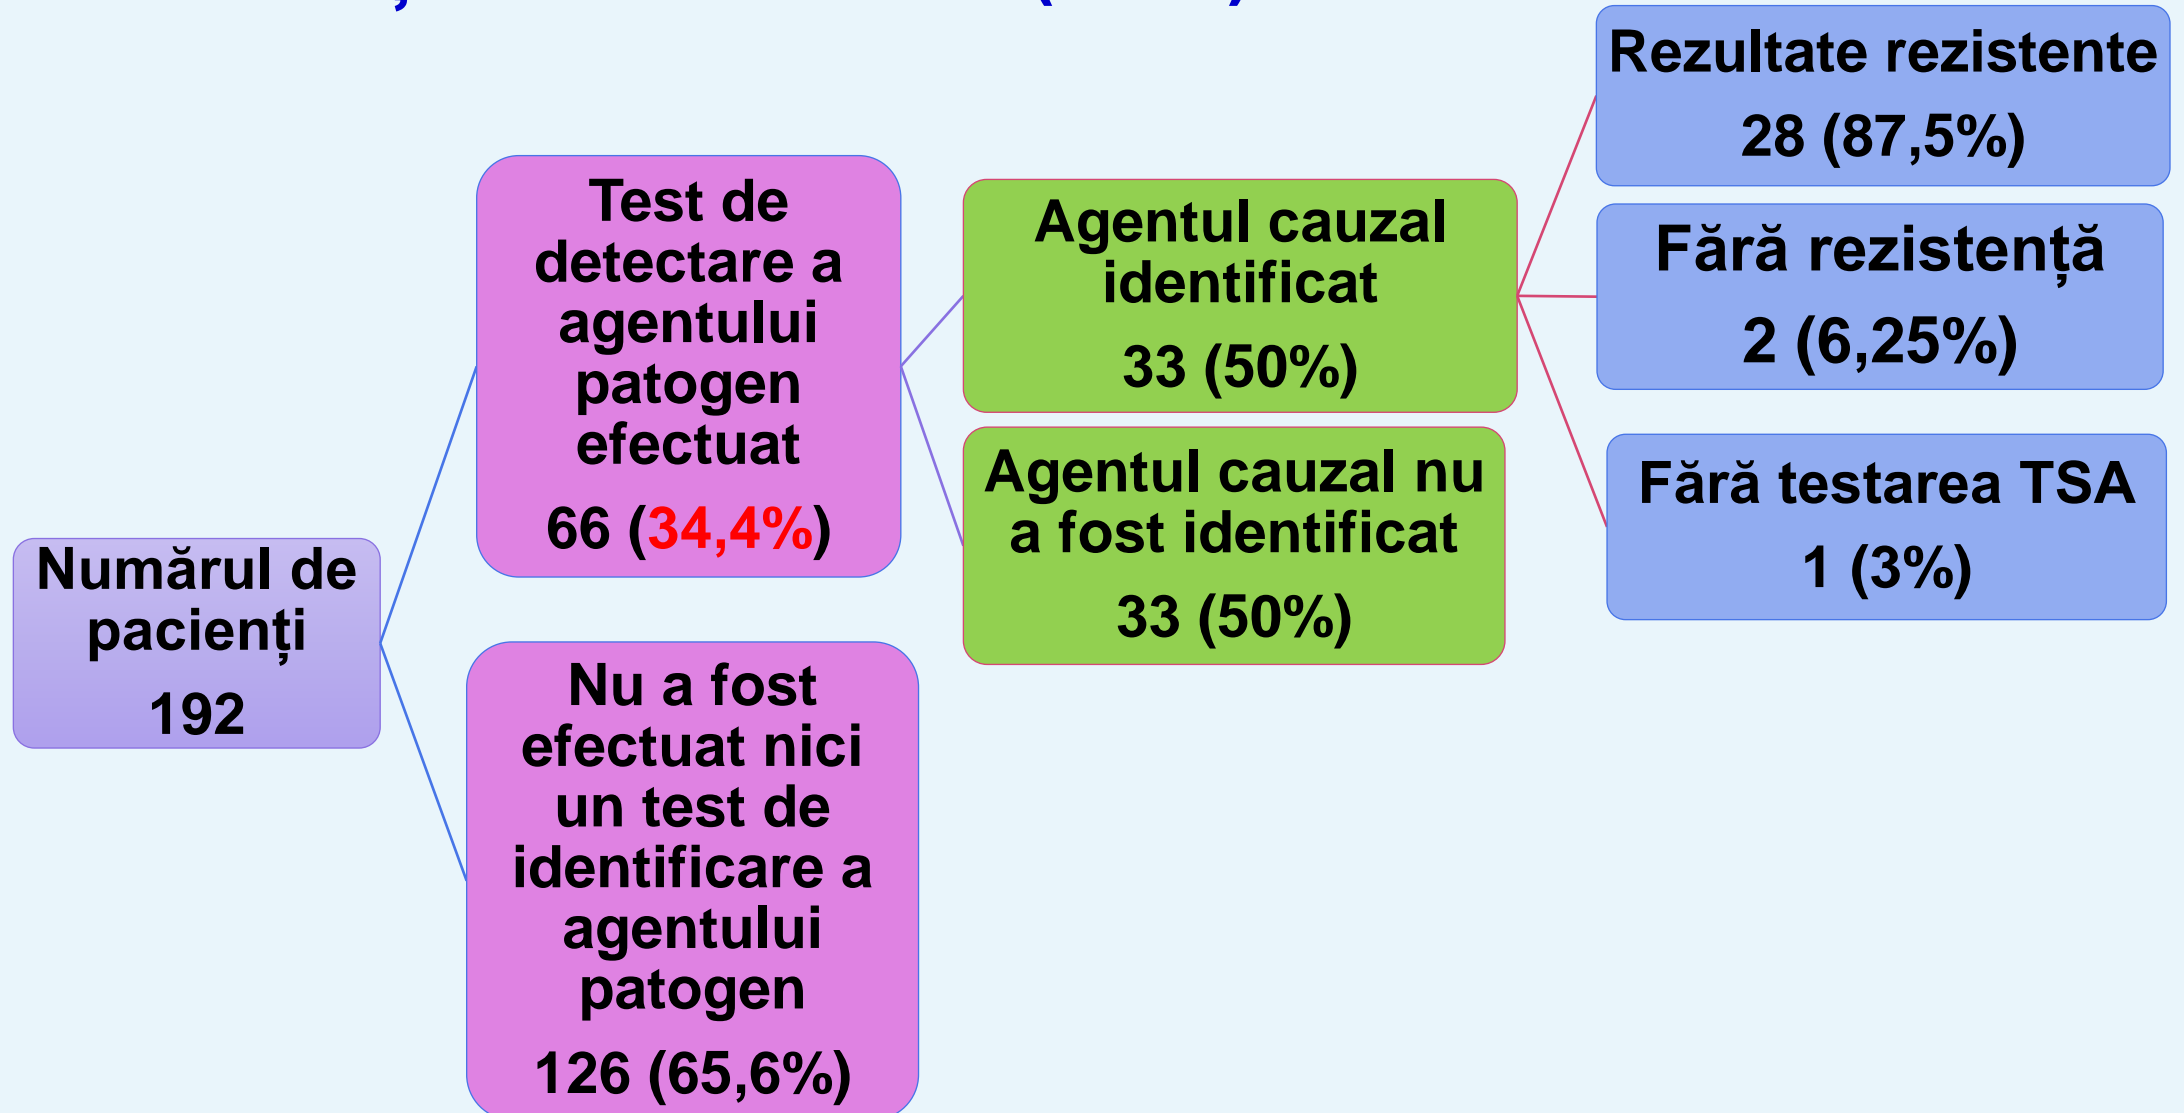 Numărul de
pacienți
192
Test de
detectare a
agentului
patogen
efectuat
66 (34,4%)
Nu a fost
efectuat nici
un test de
identificare a
agentului
patogen
126 (65,6%)
Agentul cauzal
identificat
33 (50%)
Agentul cauzal nu
a fost identificat
33 (50%)
Rezultate rezistente
28 (87,5%)
Fără rezistență
2 (6,25%)
Fără testarea TSA
1 (3%)